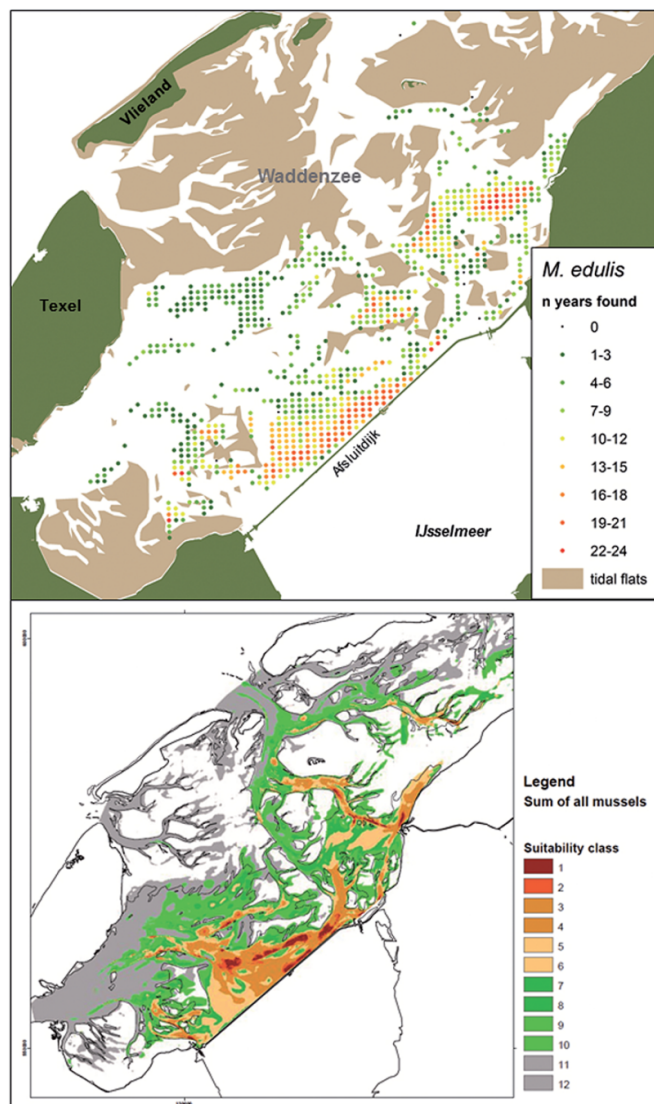 Vlieland
Waddenzee
Texel
Afsluitdijk
IJsselmeer
M. edulis
n years found
0
1-3
4-6
7-9
10-12
13-15
16-18
19-21
22-24
tidal flats
Legend
Sum of all mussels
Suitability class
1
2
3
4
5
6
7
8
9
10
11
12